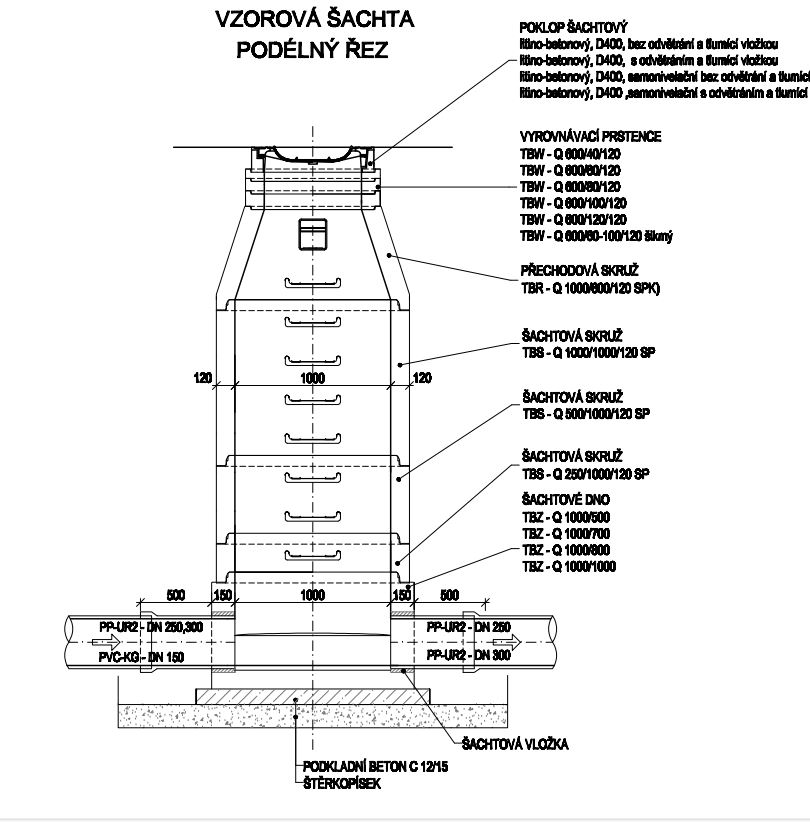 VZOROVÁ ŠACHTA
PODÉLNÝ ŘEZ
POKLOP ŠACHTOVÝ
litino-betonový, D400, bez odvětrání a tlumící vložkou
litino-betonový, D400, s odvětráním a tlumící vložkou
litino-betonový, D400, samonivelační bez odvětrání a tlumicí
litino-betonový, D400 ,samonivelační s odvětráním a tlumící
VYROVNÁVACÍ PRSTENCE
TBW - Q 600/40/120
TBW - Q 600/60/120
TBW - Q 600/80/120
TBW - Q 600/100/120
TBW - Q 600/120/120
TBW - Q 600/60-100/120 šikmý
PŘECHODOVÁ SKRUŽ
TBR - Q 1000/600/120 SPK)
ŠACHTOVÁ SKRUŽ
TBS - Q 1000/1000/120 SP
120 1000 120
ŠACHTOVÁ SKRUŽ
TBS - Q 500/1000/120 SP
ŠACHTOVÁ SKRUŽ
TBS - Q 250/1000/120 SP
ŠACHTOVÉ DNO
TBZ - Q 1000/500
TBZ - Q 1000/700
TBZ - Q 1000/800
TBZ - Q 1000/1000
500 150 1000 150 500
PP-UR2 - DN 250,300 PP-UR2 - DN 250
PVC-KG - DN 150 PP-UR2 - DN 300
ŠACHTOVÁ VLOŽKA
PODKLADNÍ BETON C 12/15
ŠTĚRKOPÍSEK